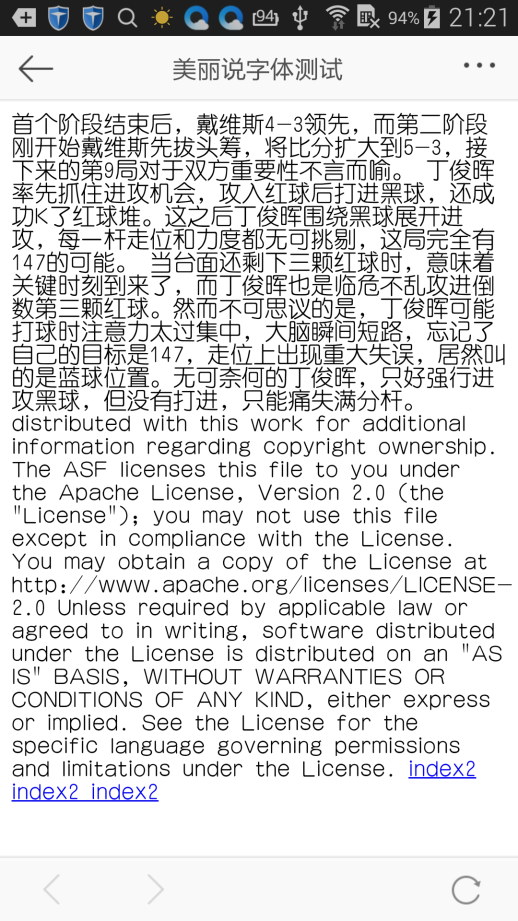 94
94% 21:21
美丽说字体测试
首个阶段结束后，戴维斯4-3领先，而第二阶段
刚开始戴维斯先拔头筹，将比分扩大到5-3，接
下来的第9局对于双方重要性不言而喻。 丁俊晖
率先抓住进攻机会，攻入红球后打进黑球，还成
功K了红球堆。这之后丁俊晖围绕黑球展开进
攻，每一杆走位和力度都无可挑剔，这局完全有
147的可能。 当台面还剩下三颗红球时，意味着
关键时刻到来了，而丁俊晖也是临危不乱攻进倒
数第三颗红球。然而不可思议的是，丁俊晖可能
打球时注意力太过集中，大脑瞬间短路，忘记了
自己的目标是147，走位上出现重大失误，居然叫
的是蓝球位置。无可奈何的丁俊晖，只好强行进
攻黑球，但没有打进，只能痛失满分杆。
distributed with this work for additional
information regarding copyright ownership.
The ASF licenses this file to you under
the Apache License, Version 2.0 (the
"License"); you may not use this file
except in compliance with the License.
You may obtain a copy of the License at
http://www.apache.org/licenses/LICENSE-
2.0 Unless required by applicable law or
agreed to in writing, software distributed
under the License is distributed on an "AS
IS" BASIS, WITHOUT WARRANTIES OR
CONDITIONS OF ANY KIND, either express
or implied. See the License for the
specific language governing permissions
and limitations under the License. index2
index2 index2